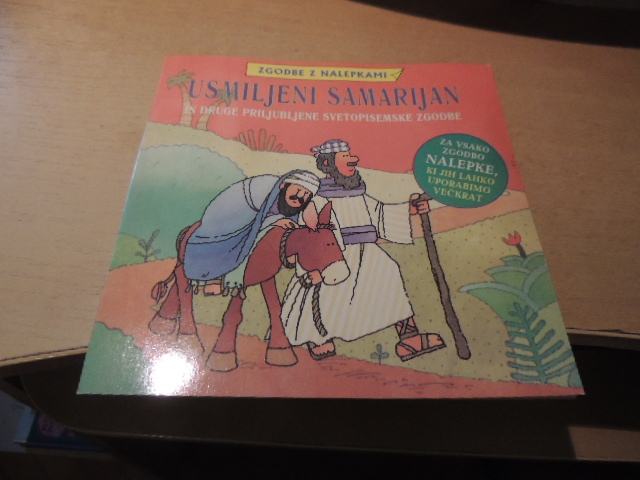 ZGODBE Z NALEPKAMI
USMILJENI SAMARIJAN
IN DRUGE PRILJUBLJENE SVETOPISEMSKE ZGODBE
ZA VSAKO
ZGODBO
NALEPKE,
KI JIH LAHKO
UPORABIMO
VEČKRAT